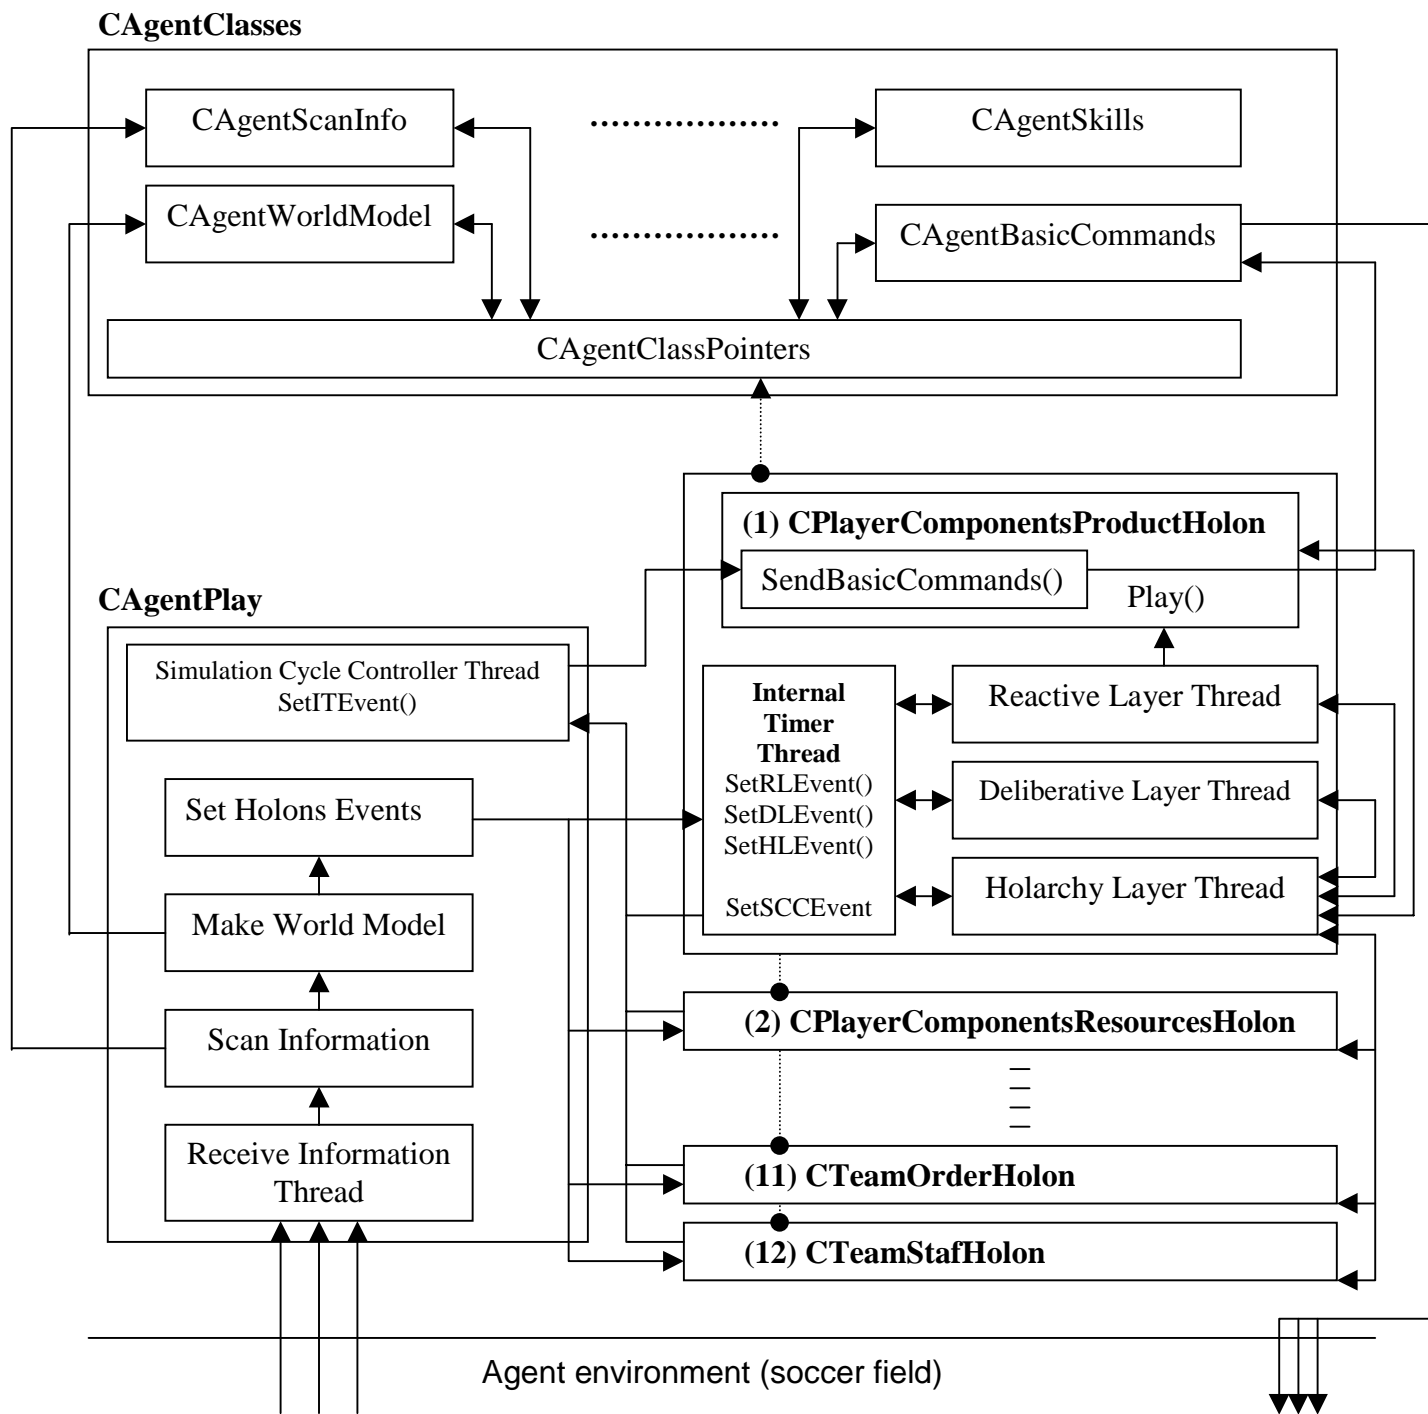 CAgentClasses
CAgentScanInfo
CAgentSkills
CAgentWorldModel
CAgentBasicCommands
CAgentClassPointers
(1) CPlayerComponentsProductHolon
SendBasicCommands()
Play()
CAgentPlay
Simulation Cycle Controller Thread
SetITEvent()
Internal
Timer
Thread
SetRLEvent()
SetDLEvent()
SetHLEvent()
SetSCCEvent
Reactive Layer Thread
Deliberative Layer Thread
Holarchy Layer Thread
Set Holons Events
Make World Model
Scan Information
Receive Information
Thread
(2) CPlayerComponentsResourcesHolon
(11) CTeamOrderHolon
(12) CTeamStafHolon
Agent environment (soccer field)